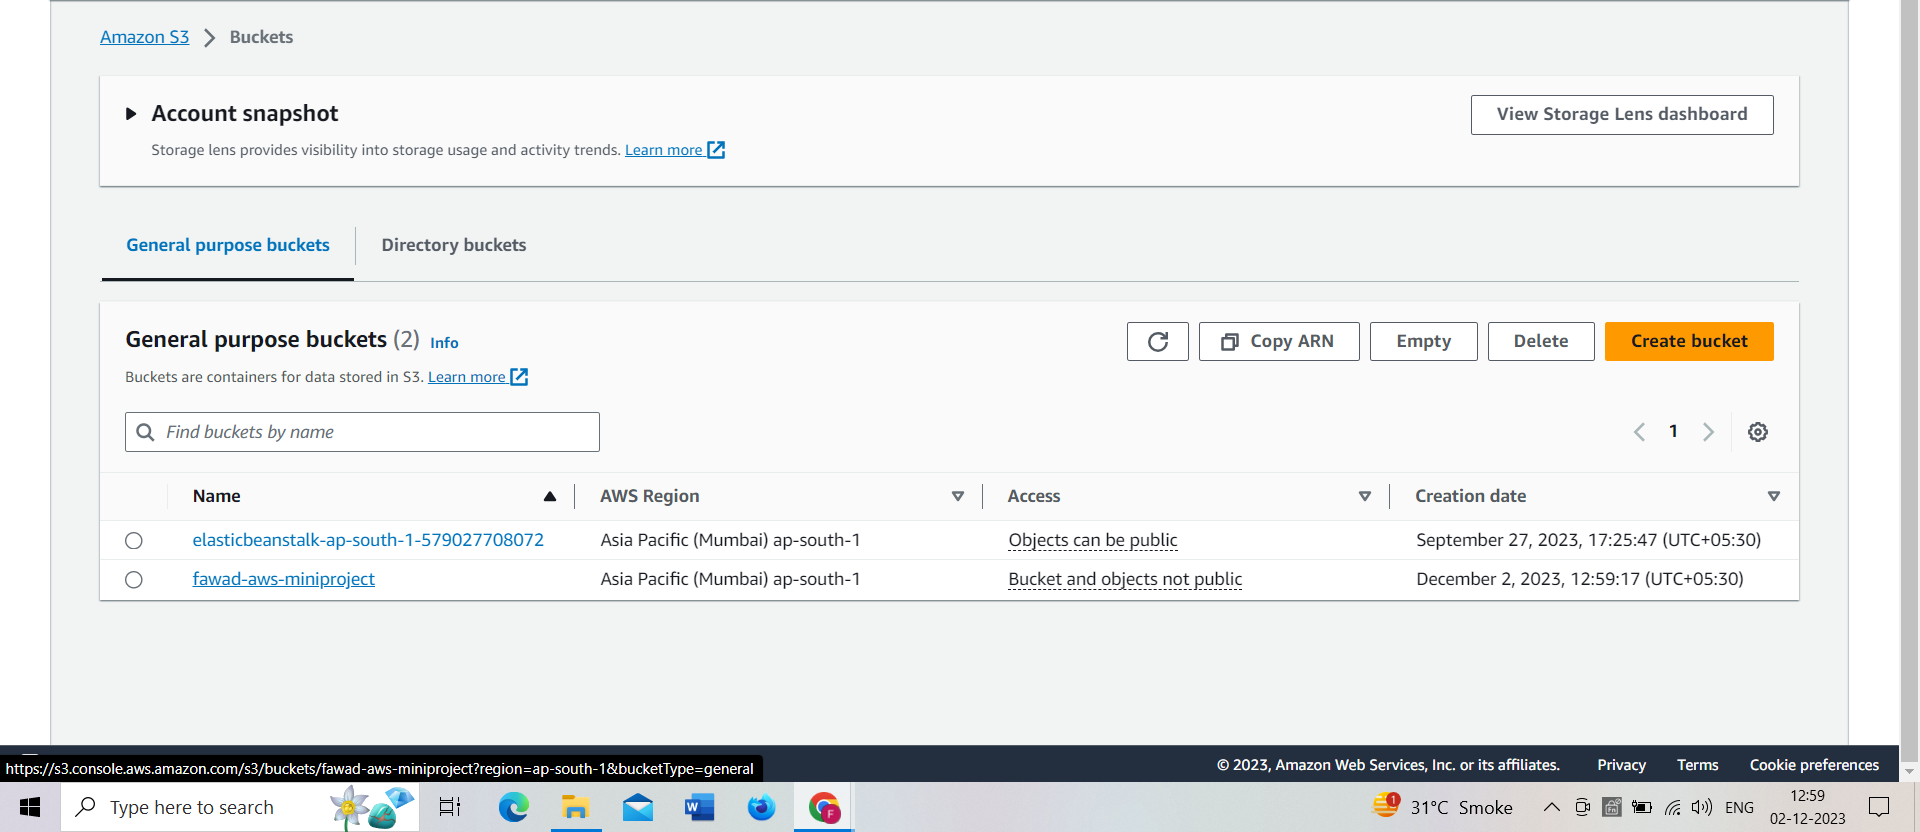 Amazon S3 Buckets
Account snapshot
View Storage Lens dashboard
Storage lens provides visibility into storage usage and activity trends. Learn more
General purpose buckets
Directory buckets
General purpose buckets (2) Info
Copy ARN
Empty
Delete
Create bucket
Buckets are containers for data stored in S3. Learn more
Find buckets by name
1
Name AWS Region Access Creation date
elasticbeanstalk-ap-south-1-579027708072 Asia Pacific (Mumbai) ap-south-1 Objects can be public September 27, 2023, 17:25:47 (UTC+05:30)
fawad-aws-miniproject Asia Pacific (Mumbai) ap-south-1 Bucket and objects not public December 2, 2023, 12:59:17 (UTC+05:30)
© 2023, Amazon Web Services, Inc. or its affiliates. Privacy Terms Cookie preferences
https://s3.console.aws.amazon.com/s3/buckets/fawad-aws-miniproject?region=ap-south-1&bucketType=general
Type here to search
W
F
1
31°C Smoke
ENG
12:59
02-12-2023